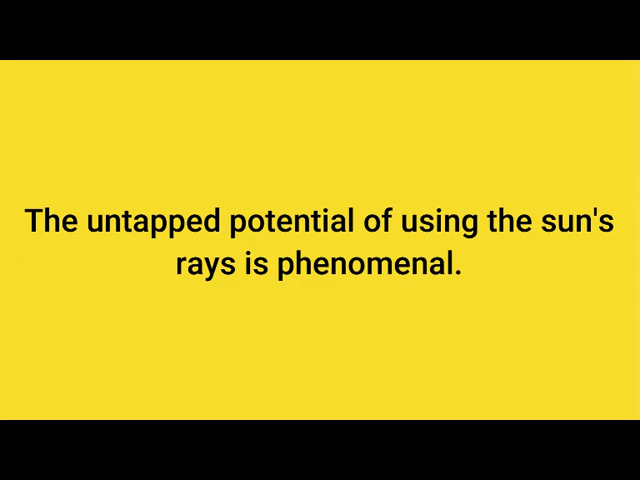 The untapped potential of using the sun's
rays is phenomenal.